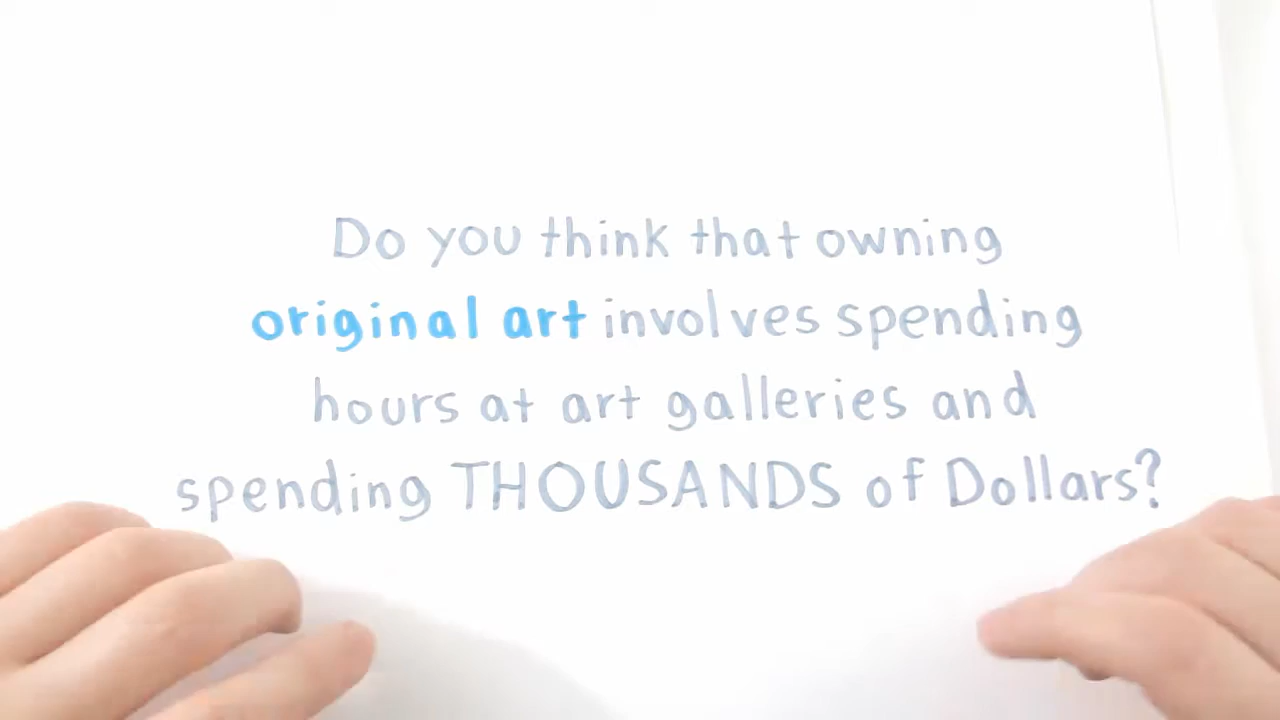 Do you think that owning
original art involves spending
hours at art galleries and
spending THOUSANDS of Dollars?